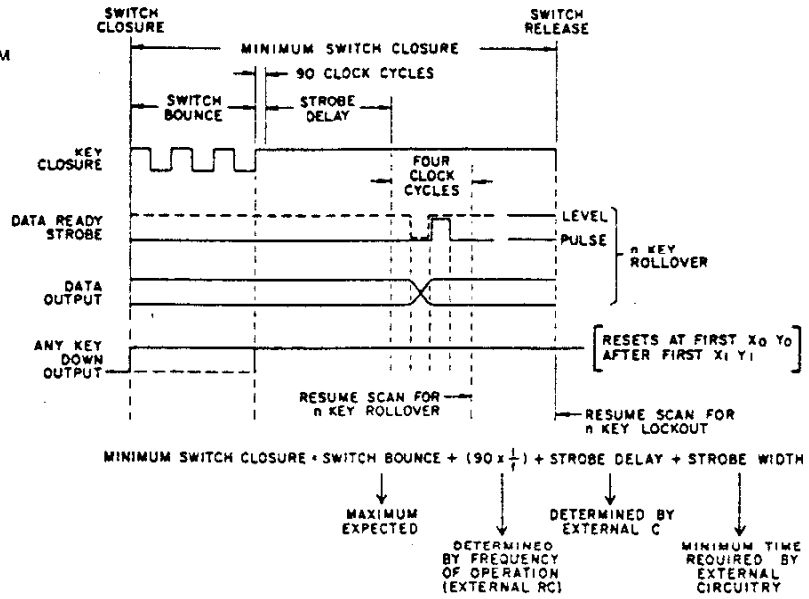 SWITCH
CLOSURE
SWITCH
RELEASE
M
MINIMUM SWITCH CLOSURE
90 CLOCK CYCLES
SWITCH
BOUNCE
STROBE
DELAY
KEY
CLOSURE
FOUR
CLOCK
CYCLES
DATA READY
STROBE
LEVEL
PULSE
n KEY
ROLLOVER
DATA
OUTPUT
ANY KEY
DOWN
OUTPUT
[RESETS AT FIRST X0 Y0
AFTER FIRST X1 Y1]
RESUME SCAN FOR
n KEY ROLLOVER
RESUME SCAN FOR
n KEY LOCKOUT
MINIMUM SWITCH CLOSURE = SWITCH BOUNCE + (90 x 1/f) + STROBE DELAY + STROBE WIDTH
MAXIMUM
EXPECTED
DETERMINED
BY FREQUENCY
OF OPERATION
(EXTERNAL RC)
DETERMINED BY
EXTERNAL C
MINIMUM TIME
REQUIRED BY
EXTERNAL
CIRCUITRY